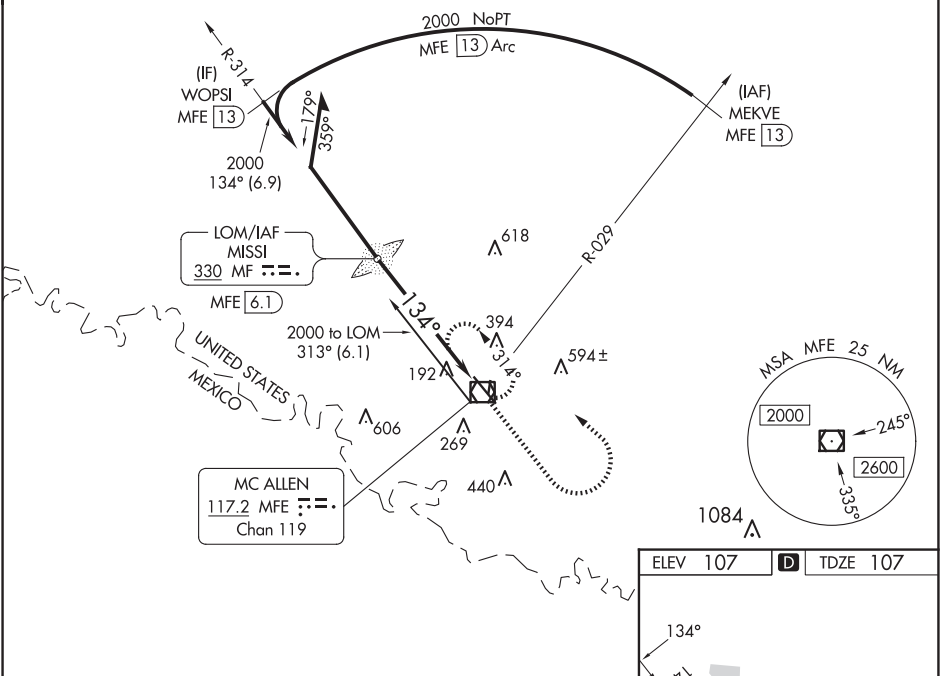 2000 NoPT
MFE 13 Arc
R-314
(IF)
WOPSI
MFE 13
179°
359°
(IAF)
MEKVE
MFE 13
2000
134° (6.9)
R-029
LOM/IAF
MISSI
330 MF
MFE 6.1
618
134°
2000 to LOM
313° (6.1)
394
314°
192
594±
UNITED STATES
MEXICO
606
269
440
MSA MFE 25 NM
2000
245°
2600
335°
MC ALLEN
117.2 MFE
Chan 119
1084
ELEV 107 D TDZE 107
134°